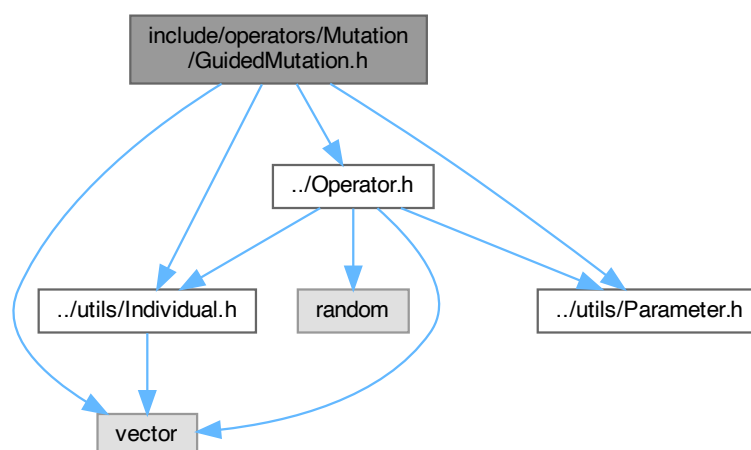 include/operators/Mutation
/GuidedMutation.h
../Operator.h
../utils/Individual.h
random
../utils/Parameter.h
vector